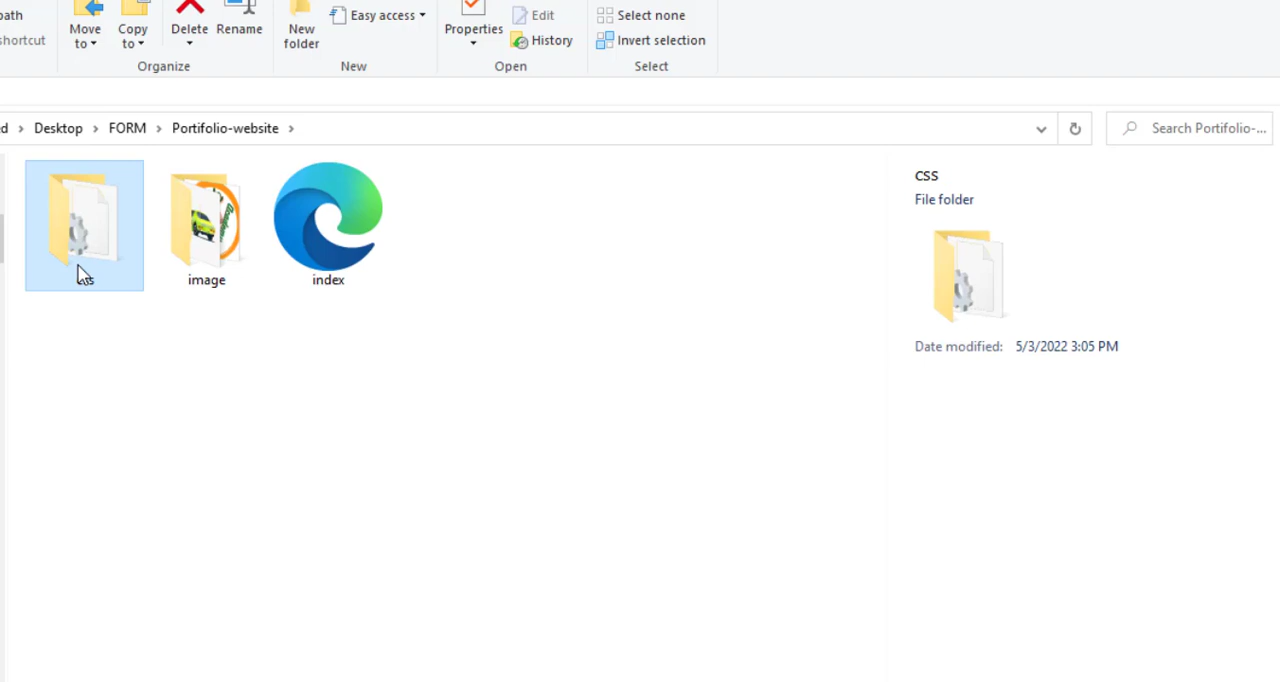 path
shortcut
Move to
Copy to
Delete
Rename
Organize
New folder
Easy access
New
Properties
Edit
History
Open
Select none
Invert selection
Select
Desktop
FORM
Portifolio-website
Search Portifolio-...
image
index
css
File folder
Date modified: 5/3/2022 3:05 PM